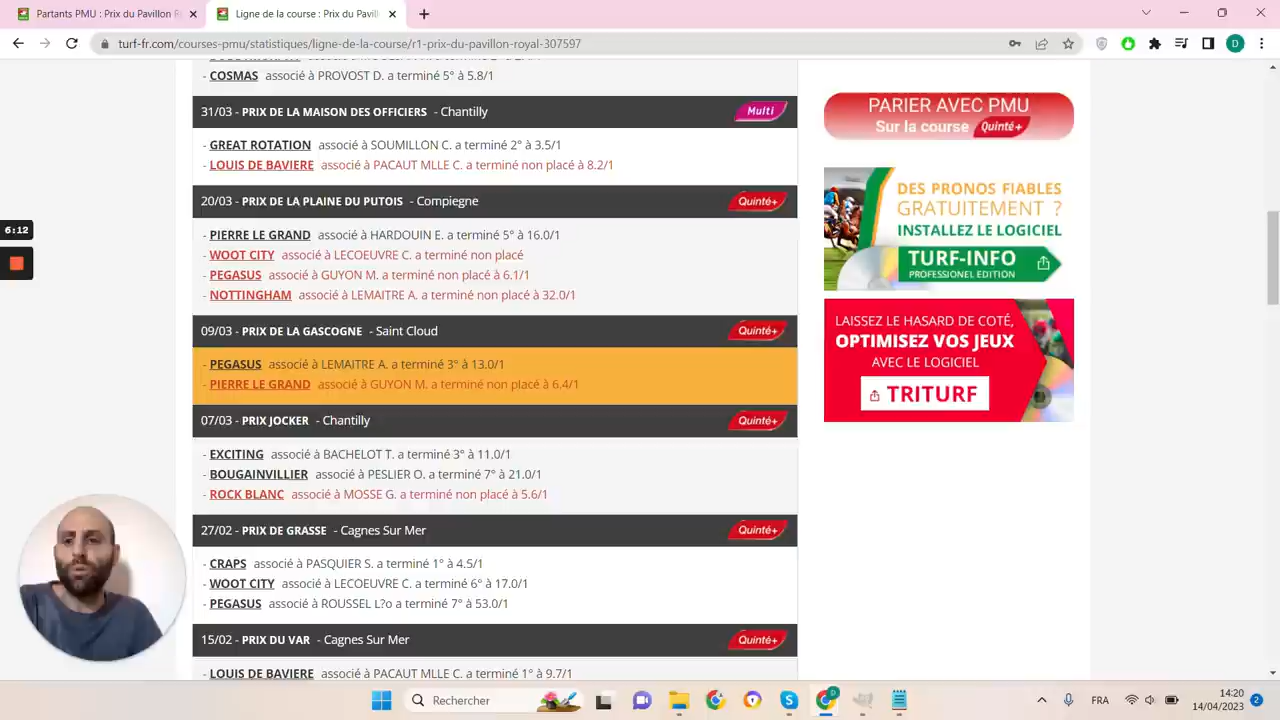 Partants PMU : Prix du Pavillon R
Ligne de la course : Prix du Pavil
turf-fr.com/courses-pmu/statistiques/ligne-de-la-course/r1-prix-du-pavillon-royal-307597
- COSMAS associé à PROVOST D. a terminé 5° à 5.8/1
31/03 - PRIX DE LA MAISON DES OFFICIERS - Chantilly
Multi
- GREAT ROTATION associé à SOUMILLON C. a terminé 2° à 3.5/1
- LOUIS DE BAVIERE associé à PACAUT MLLE C. a terminé non placé à 8.2/1
20/03 - PRIX DE LA PLAINE DU PUTOIS - Compiegne
Quinté+
- PIERRE LE GRAND associé à HARDOUIN E. a terminé 5° à 16.0/1
- WOOT CITY associé à LECOEUVRE C. a terminé non placé
- PEGASUS associé à GUYON M. a terminé non placé à 6.1/1
- NOTTINGHAM associé à LEMAITRE A. a terminé non placé à 32.0/1
09/03 - PRIX DE LA GASCOGNE - Saint Cloud
Quinté+
- PEGASUS associé à LEMAITRE A. a terminé 3° à 13.0/1
- PIERRE LE GRAND associé à GUYON M. a terminé non placé à 6.4/1
07/03 - PRIX JOCKER - Chantilly
Quinté+
- EXCITING associé à BACHELOT T. a terminé 3° à 11.0/1
- BOUGAINVILLIER associé à PESLIER O. a terminé 7° à 21.0/1
- ROCK BLANC associé à MOSSE G. a terminé non placé à 5.6/1
27/02 - PRIX DE GRASSE - Cagnes Sur Mer
Quinté+
- CRAPS associé à PASQUIER S. a terminé 1° à 4.5/1
- WOOT CITY associé à LECOEUVRE C. a terminé 6° à 17.0/1
- PEGASUS associé à ROUSSEL L?o a terminé 7° à 53.0/1
15/02 - PRIX DU VAR - Cagnes Sur Mer
Quinté+
- LOUIS DE BAVIERE associé à PACAUT MLLE C. a terminé 1° à 9.7/1
PARIER AVEC PMU
Sur la course Quinté+
DES PRONOS FIABLES
GRATUITEMENT ?
INSTALLEZ LE LOGICIEL
TURF-INFO
PROFESSIONEL EDITION
LAISSEZ LE HASARD DE COTÉ,
OPTIMISEZ VOS JEUX
AVEC LE LOGICIEL
TRITURF
6:12
D
Rechercher
FRA
14:20
14/04/2023
2